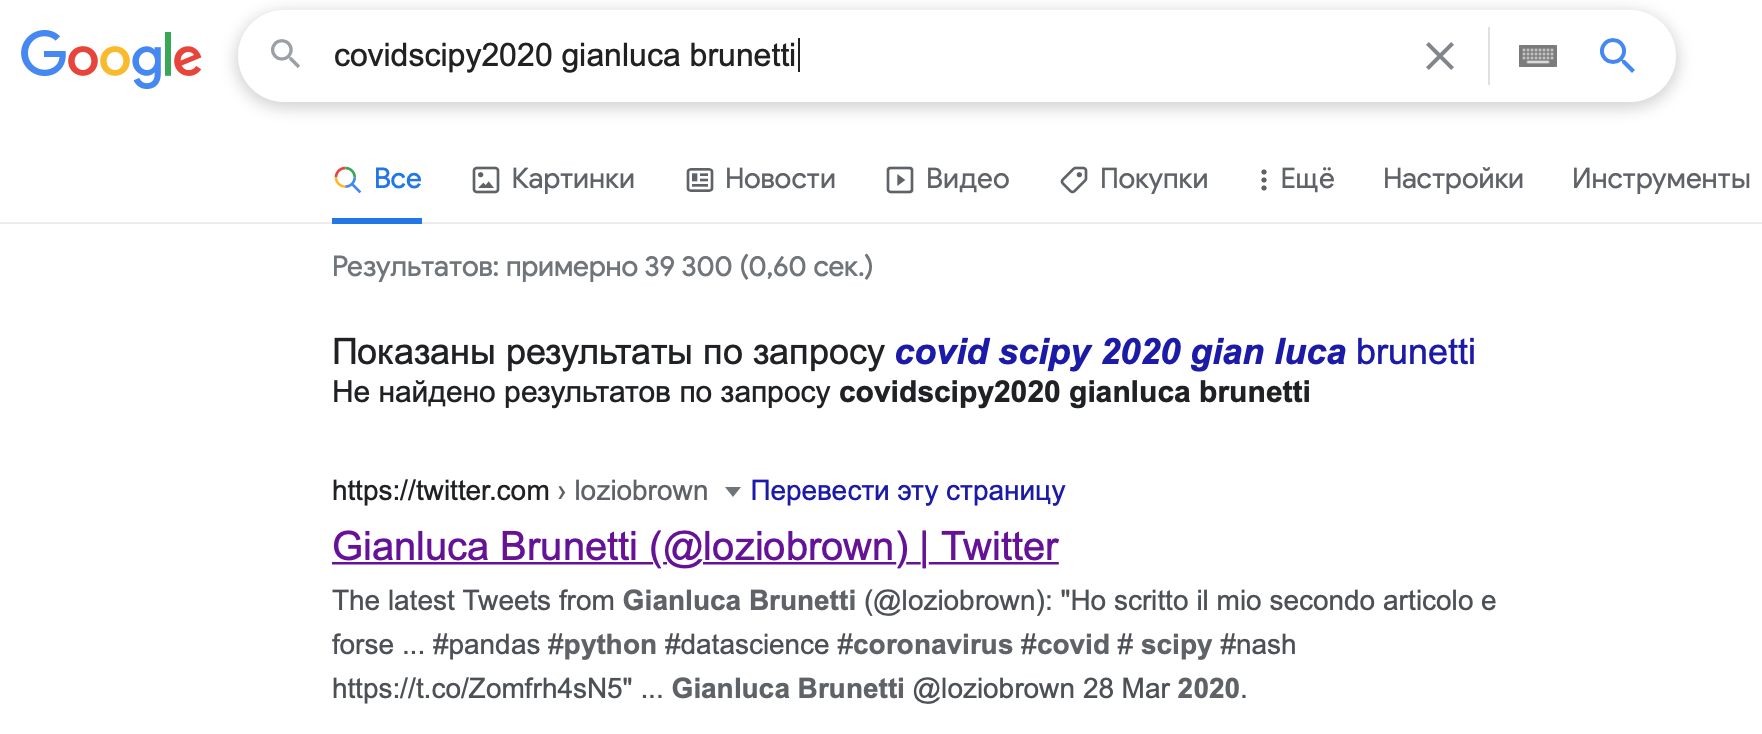 Google
covidscipy2020 gianluca brunetti
Все Картинки Новости Видео Покупки Ещё Настройки Инструменты
Результатов: примерно 39 300 (0,60 сек.)
Показаны результаты по запросу covid scipy 2020 gian luca brunetti
Не найдено результатов по запросу covidscipy2020 gianluca brunetti
https://twitter.com › loziobrown Перевести эту страницу
Gianluca Brunetti (@loziobrown) | Twitter
The latest Tweets from Gianluca Brunetti (@loziobrown): "Ho scritto il mio secondo articolo e
forse ... #pandas #python #datascience #coronavirus #covid # scipy #nash
https://t.co/Zomfrh4sN5" ... Gianluca Brunetti @loziobrown 28 Mar 2020.